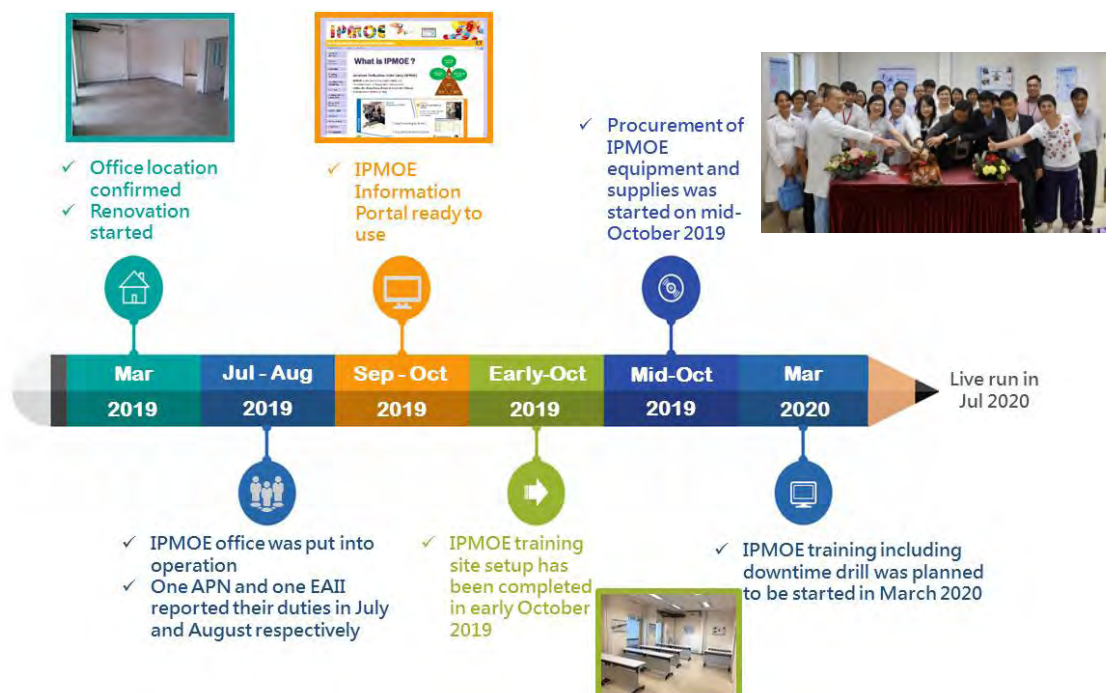 IPMOE
What is IPMOE ?
✓ Office location
confirmed
✓ Renovation
started
✓ IPMOE
Information
Portal ready to
use
✓ Procurement of
IPMOE
equipment and
supplies was
started on mid-
October 2019
Mar
2019
Jul - Aug
2019
Sep - Oct
2019
Early-Oct
2019
Mid-Oct
2019
Mar
2020
Live run in
Jul 2020
✓ IPMOE office was put into
operation
✓ One APN and one EAII
reported their duties in July
and August respectively
✓ IPMOE training
site setup has
been completed
in early October
2019
✓ IPMOE training including
downtime drill was planned
to be started in March 2020